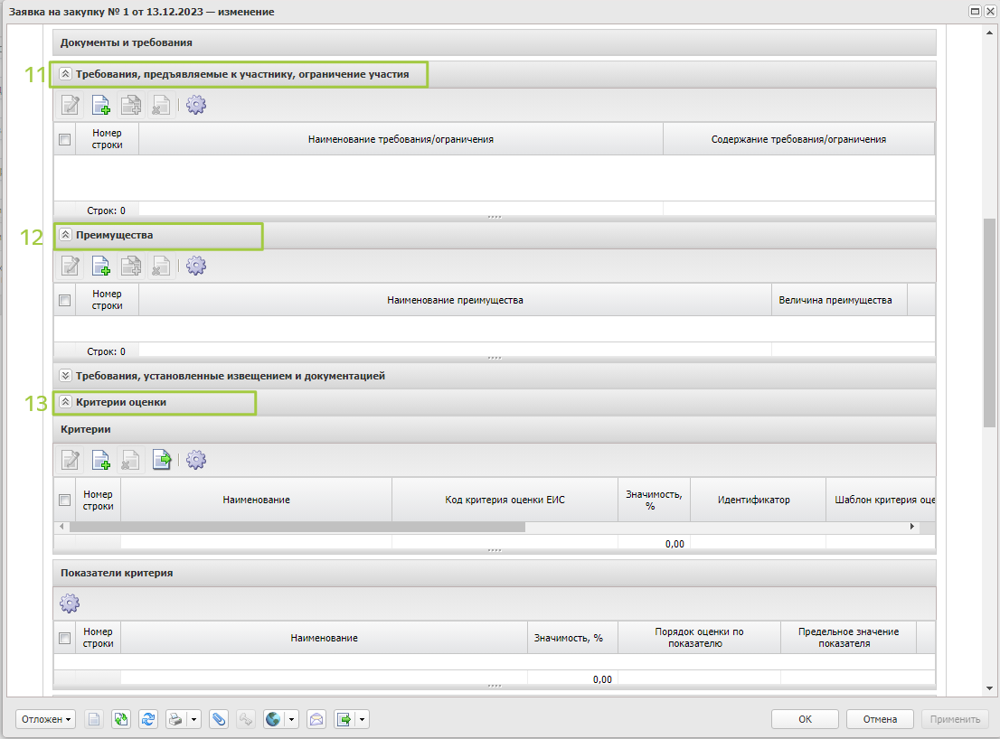 Заявка на закупку № 1 от 13.12.2023 — изменение
Документы и требования
11 Требования, предъявляемые к участнику, ограничение участия
Номер строки Наименование требования/ограничения Содержание требования/ограничения
Строк: 0
12 Преимущества
Номер строки Наименование преимущества Величина преимущества
Строк: 0
Требования, установленные извещением и документацией
13 Критерии оценки
Критерии
Номер строки Наименование Код критерия оценки ЕИС Значимость, % Идентификатор Шаблон критерия оце
0,00
Показатели критерия
Номер строки Наименование Значимость, % Порядок оценки по показателю Предельное значение показателя
0,00
Отложен ОК Отмена Применить